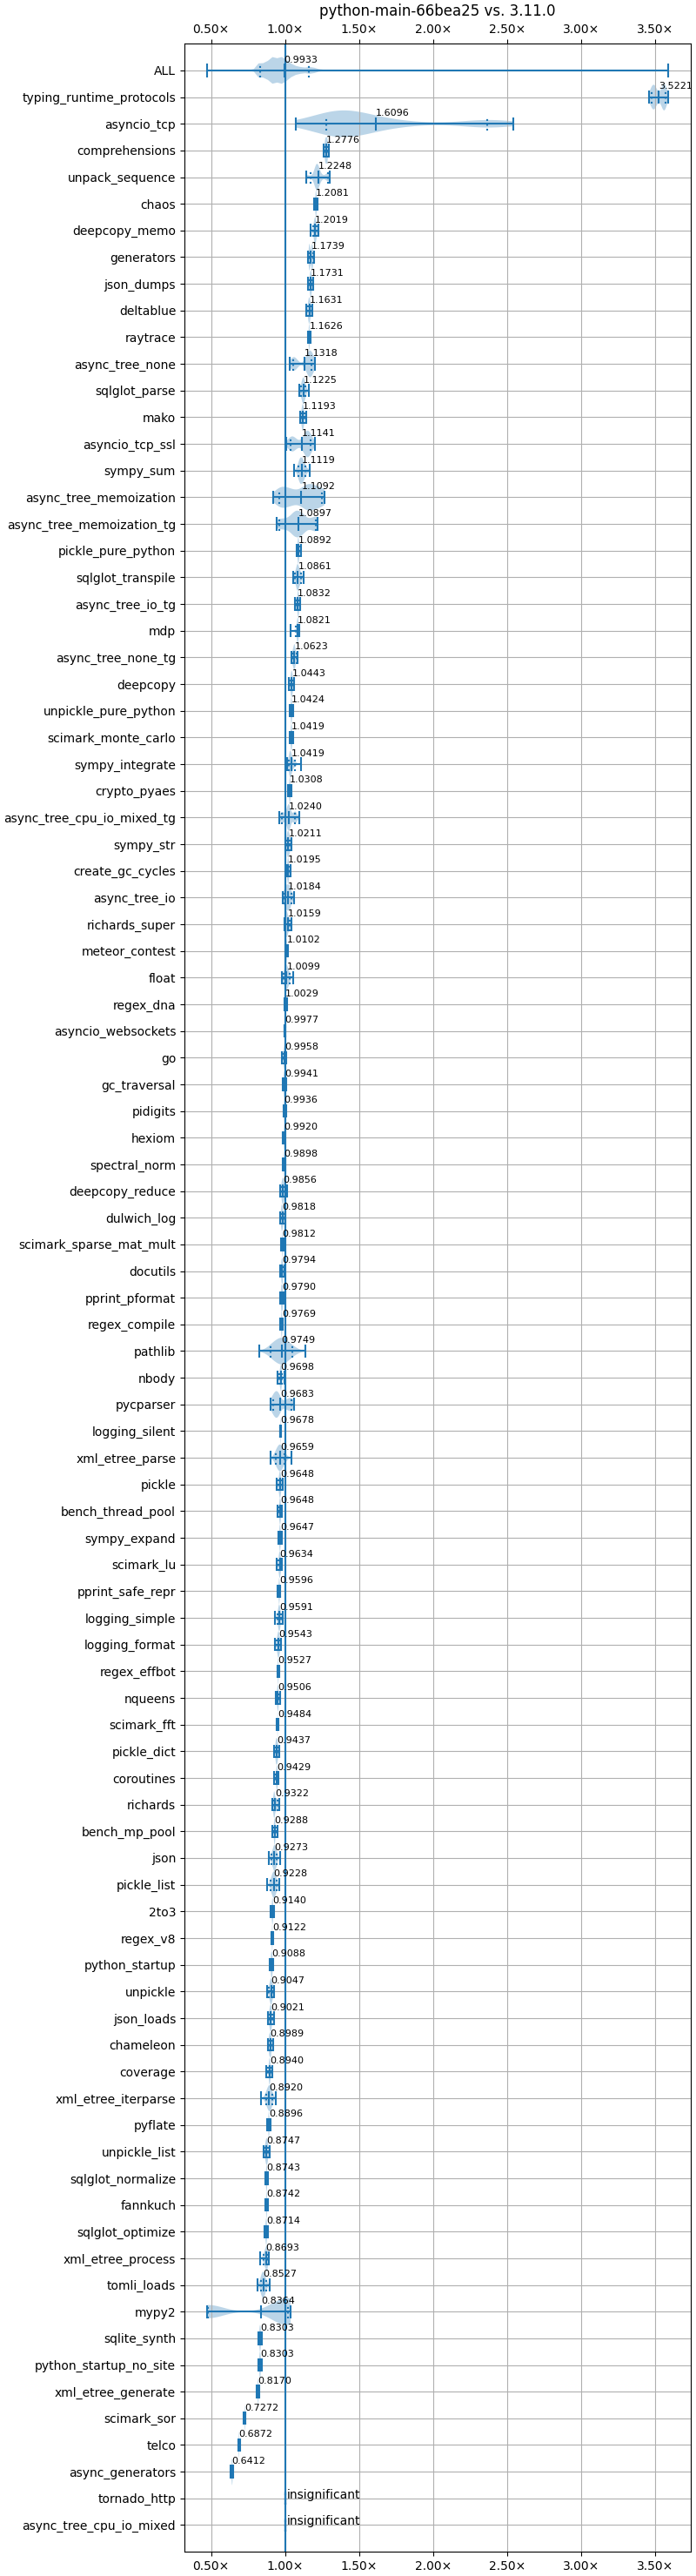 python-main-66bea25 vs. 3.11.0
0.50× 1.00× 1.50× 2.00× 2.50× 3.00× 3.50×
ALL 0.9933
typing_runtime_protocols 3.5221
asyncio_tcp 1.6096
comprehensions 1.2776
unpack_sequence 1.2248
chaos 1.2081
deepcopy_memo 1.2019
generators 1.1739
json_dumps 1.1731
deltablue 1.1631
raytrace 1.1626
async_tree_none 1.1318
sqlglot_parse 1.1225
mako 1.1193
asyncio_tcp_ssl 1.1141
sympy_sum 1.1119
async_tree_memoization 1.1092
async_tree_memoization_tg 1.0897
pickle_pure_python 1.0892
sqlglot_transpile 1.0861
async_tree_io_tg 1.0832
mdp 1.0821
async_tree_none_tg 1.0623
deepcopy 1.0443
unpickle_pure_python 1.0424
scimark_monte_carlo 1.0419
sympy_integrate 1.0419
crypto_pyaes 1.0308
async_tree_cpu_io_mixed_tg 1.0240
sympy_str 1.0211
create_gc_cycles 1.0195
async_tree_io 1.0184
richards_super 1.0159
meteor_contest 1.0102
float 1.0099
regex_dna 1.0029
asyncio_websockets 0.9977
go 0.9958
gc_traversal 0.9941
pidigits 0.9936
hexiom 0.9920
spectral_norm 0.9898
deepcopy_reduce 0.9856
dulwich_log 0.9818
scimark_sparse_mat_mult 0.9812
docutils 0.9794
pprint_pformat 0.9790
regex_compile 0.9769
pathlib 0.9749
nbody 0.9698
pycparser 0.9683
logging_silent 0.9678
xml_etree_parse 0.9659
pickle 0.9648
bench_thread_pool 0.9648
sympy_expand 0.9647
scimark_lu 0.9634
pprint_safe_repr 0.9596
logging_simple 0.9591
logging_format 0.9543
regex_effbot 0.9527
nqueens 0.9506
scimark_fft 0.9484
pickle_dict 0.9437
coroutines 0.9429
richards 0.9322
bench_mp_pool 0.9288
json 0.9273
pickle_list 0.9228
2to3 0.9140
regex_v8 0.9122
python_startup 0.9088
unpickle 0.9047
json_loads 0.9021
chameleon 0.8989
coverage 0.8940
xml_etree_iterparse 0.8920
pyflate 0.8896
unpickle_list 0.8747
sqlglot_normalize 0.8743
fannkuch 0.8742
sqlglot_optimize 0.8714
xml_etree_process 0.8693
tomli_loads 0.8527
mypy2 0.8364
sqlite_synth 0.8303
python_startup_no_site 0.8303
xml_etree_generate 0.8170
scimark_sor 0.7272
telco 0.6872
async_generators 0.6412
tornado_http insignificant
async_tree_cpu_io_mixed insignificant
0.50× 1.00× 1.50× 2.00× 2.50× 3.00× 3.50×